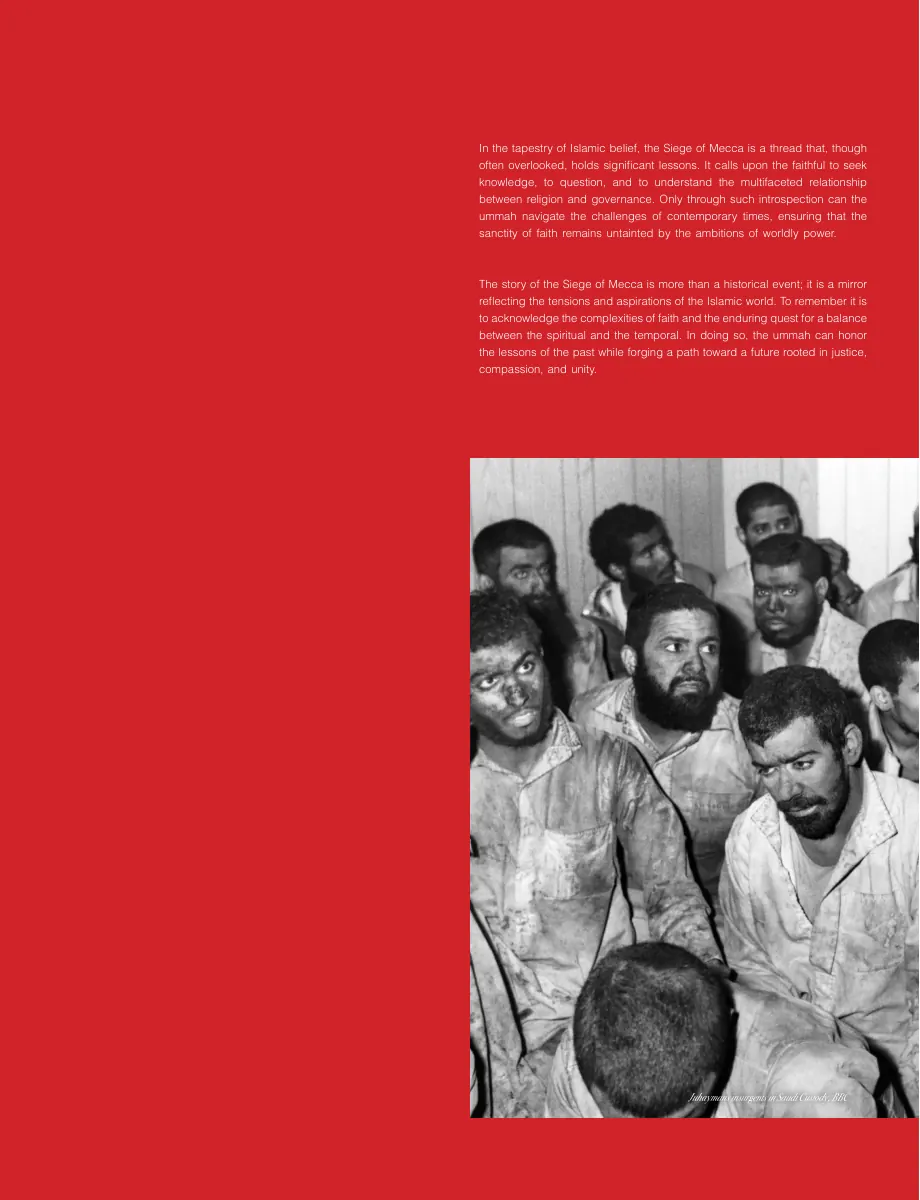 In the tapestry of Islamic belief, the Siege of Mecca is a thread that, though
often overlooked, holds significant lessons. It calls upon the faithful to seek
knowledge, to question, and to understand the multifaceted relationship
between religion and governance. Only through such introspection can the
ummah navigate the challenges of contemporary times, ensuring that the
sanctity of faith remains untainted by the ambitions of worldly power.
The story of the Siege of Mecca is more than a historical event; it is a mirror
reflecting the tensions and aspirations of the Islamic world. To remember it is
to acknowledge the complexities of faith and the enduring quest for a balance
between the spiritual and the temporal. In doing so, the ummah can honor
the lessons of the past while forging a path toward a future rooted in justice,
compassion, and unity.
Juhayman's insurgents in Saudi Custody, BBC